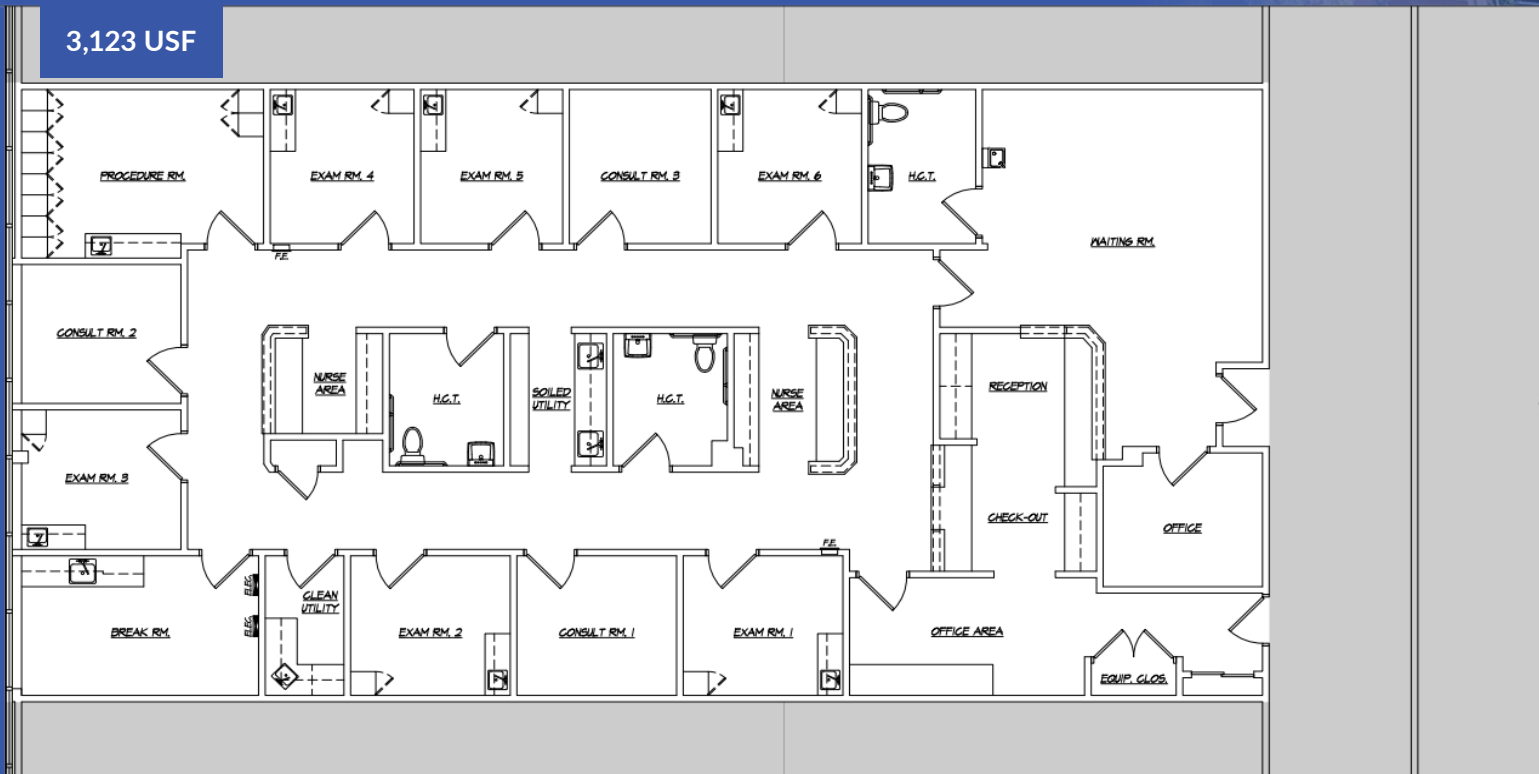 3,123 USF
PROCEDURE RM.
EXAM RM. 4
EXAM RM. 5
CONSULT RM. 3
EXAM RM. 6
H.C.T.
WAITING RM.
F.E.
CONSULT RM. 2
NURSE
AREA
H.C.T.
SOILED
UTILITY
H.C.T.
NURSE
AREA
RECEPTION
EXAM RM. 3
CHECK-OUT
OFFICE
F.E.
ELEC.
ELEC.
CLEAN
UTILITY
BREAK RM.
EXAM RM. 2
CONSULT RM. 1
EXAM RM. 1
OFFICE AREA
EQUIP. CLOS.